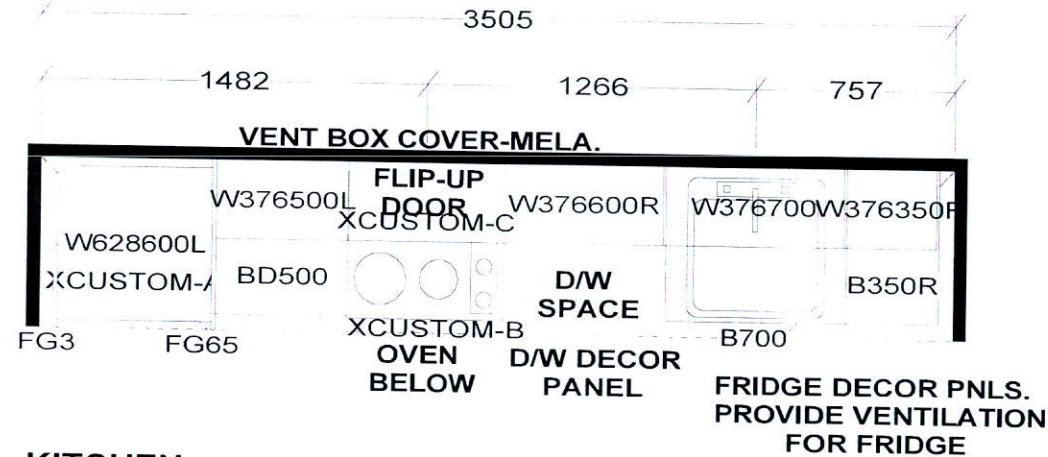 3505
1482
1266
757
VENT BOX COVER-MELA.
FLIP-UP
DOOR
W376500L
XCUSTOM-C
W376600R
W376700
W376350R
W628600L
XCUSTOM-A
BD500
D/W
SPACE
B350R
FG3
FG65
XCUSTOM-B
B700
OVEN
BELOW
D/W DECOR
PANEL
FRIDGE DECOR PNLS.
PROVIDE VENTILATION
FOR FRIDGE
KITCHEN